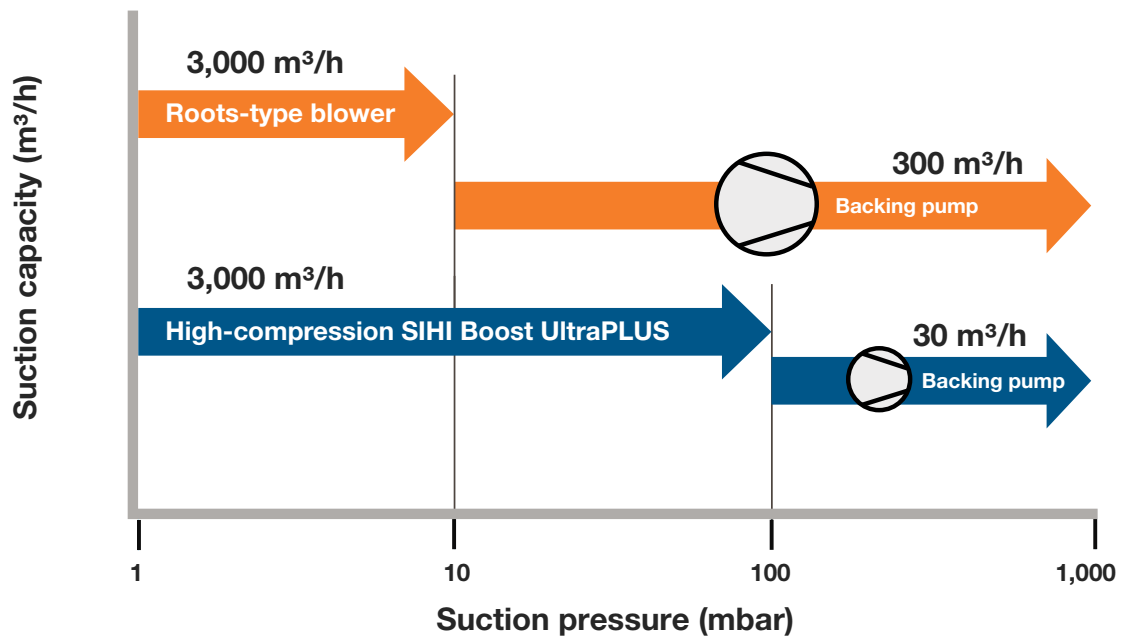 Suction capacity (m³/h)
3,000 m³/h
Roots-type blower
300 m³/h
Backing pump
3,000 m³/h
High-compression SIHI Boost UltraPLUS
30 m³/h
Backing pump
1 10 100 1,000
Suction pressure (mbar)